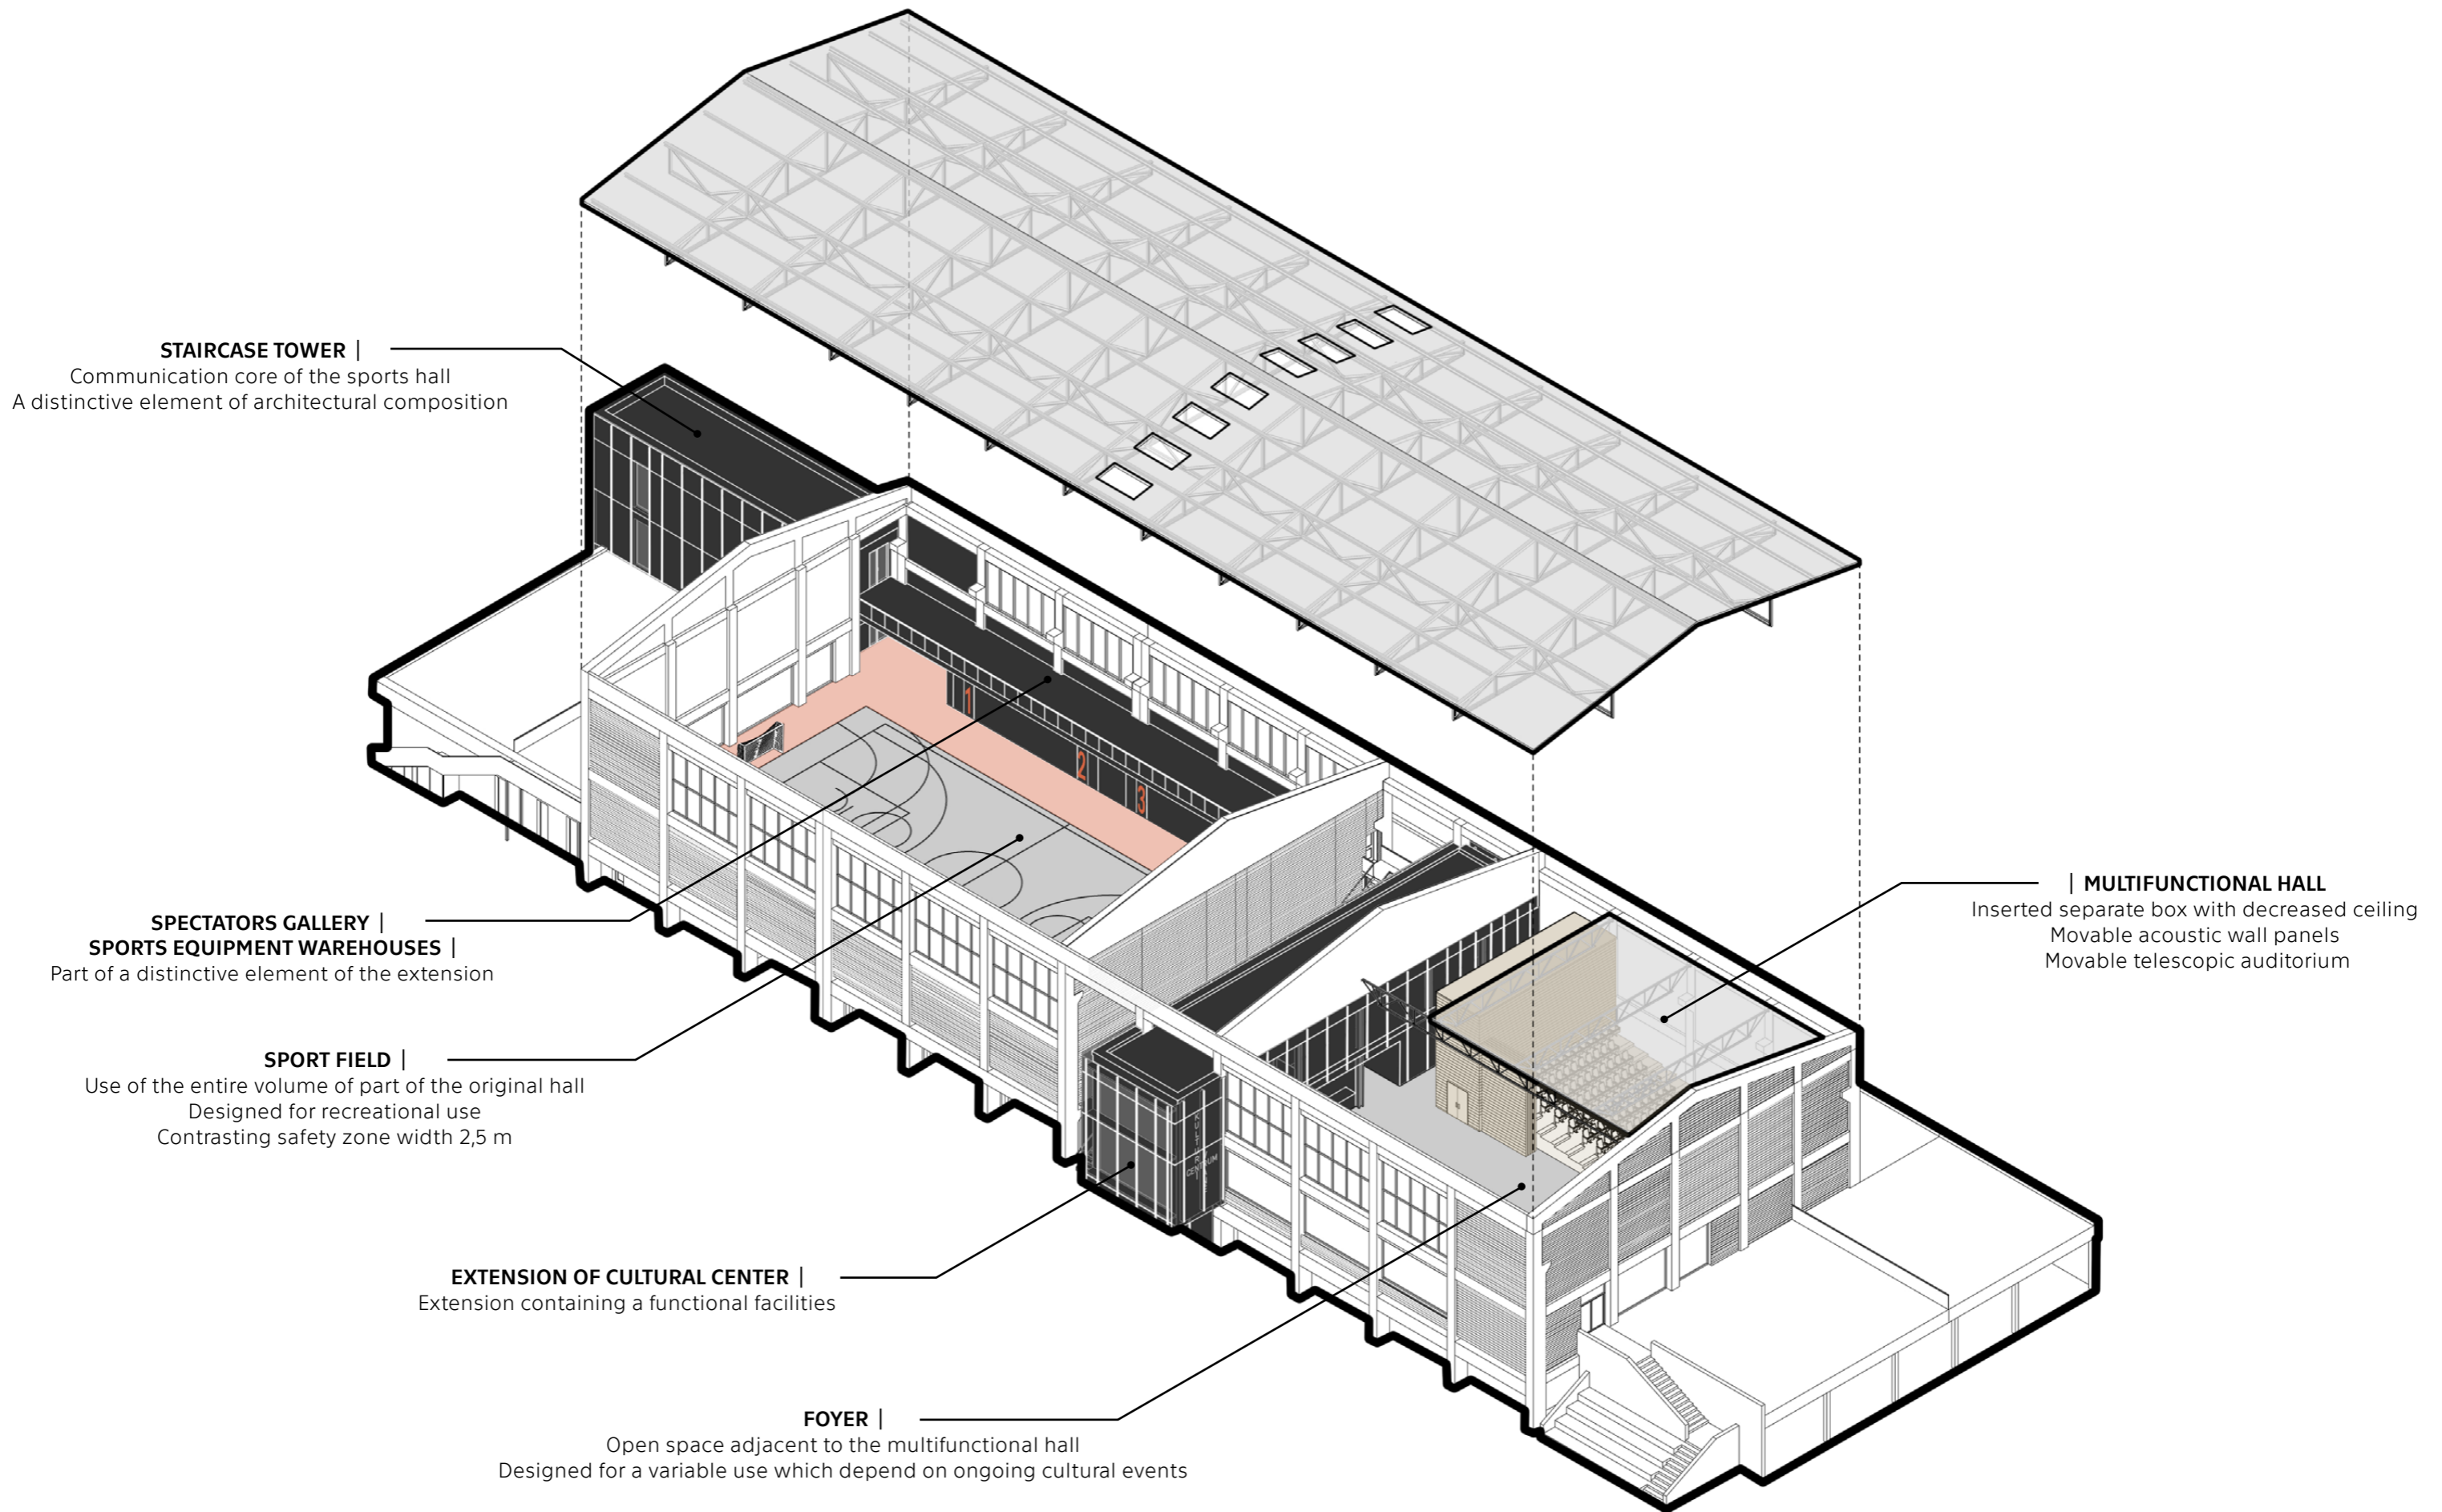 STAIRCASE TOWER |
Communication core of the sports hall
A distinctive element of architectural composition
1
2
3
SPECTATORS GALLERY |
SPORTS EQUIPMENT WAREHOUSES |
Part of a distinctive element of the extension
| MULTIFUNCTIONAL HALL
Inserted separate box with decreased ceiling
Movable acoustic wall panels
Movable telescopic auditorium
SPORT FIELD |
Use of the entire volume of part of the original hall
Designed for recreational use
Contrasting safety zone width 2,5 m
CENTRUM
EXTENSION OF CULTURAL CENTER |
Extension containing a functional facilities
FOYER |
Open space adjacent to the multifunctional hall
Designed for a variable use which depend on ongoing cultural events